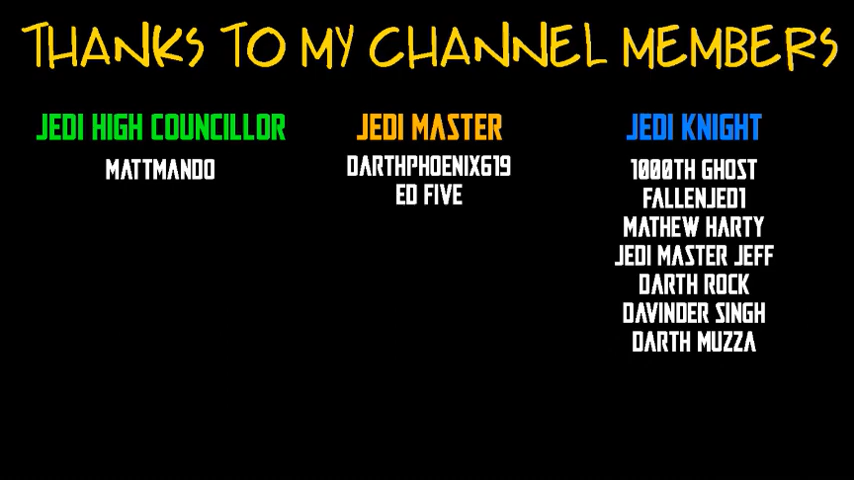 THANKS TO MY CHANNEL MEMBERS
JEDI HIGH COUNCILLOR
MATTMANDO
JEDI MASTER
DARTHPHOENIX619
ED FIVE
JEDI KNIGHT
1000TH GHOST
FALLENJED1
MATHEW HARTY
JEDI MASTER JEFF
DARTH ROCK
DAVINDER SINGH
DARTH MUZZA